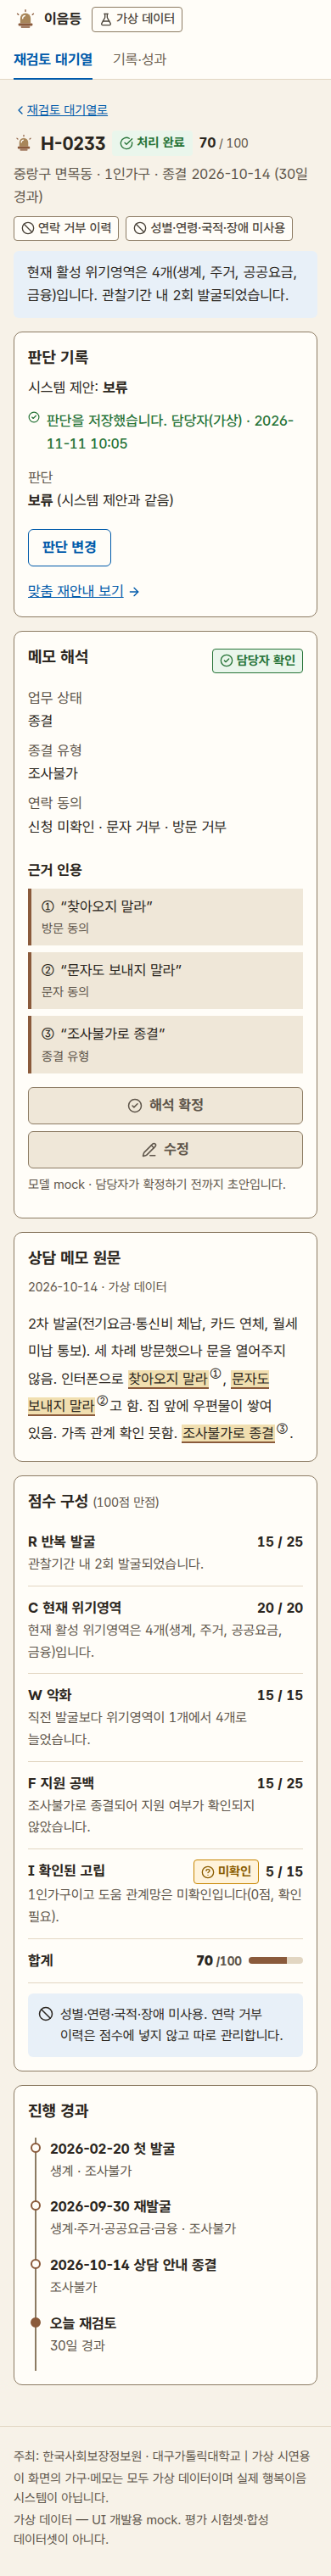 이음등 가상 데이터
재검토 대기열 기록·성과
재검토 대기열로
H-0233 처리 완료 70 / 100
중랑구 면목동 · 1인가구 · 종결 2026-10-14 (30일
경과)
연락 거부 이력 성별·연령·국적·장애 미사용
현재 활성 위기영역은 4개(생계, 주거, 공공요금,
금융)입니다. 관찰기간 내 2회 발굴되었습니다.
판단 기록
시스템 제안: 보류
판단을 저장했습니다. 담당자(가상) · 2026-
11-11 10:05
판단
보류 (시스템 제안과 같음)
판단 변경
맞춤 재안내 보기 →
메모 해석 담당자 확인
업무 상태
종결
종결 유형
조사불가
연락 동의
신청 미확인 · 문자 거부 · 방문 거부
근거 인용
① “찾아오지 말라”
방문 동의
② “문자도 보내지 말라”
문자 동의
③ “조사불가로 종결”
종결 유형
해석 확정
수정
모델 mock · 담당자가 확정하기 전까지 초안입니다.
상담 메모 원문
2026-10-14 · 가상 데이터
2차 발굴(전기요금·통신비 체납, 카드 연체, 월세
미납 통보). 세 차례 방문했으나 문을 열어주지
않음. 인터폰으로 찾아오지 말라①, 문자도
보내지 말라②고 함. 집 앞에 우편물이 쌓여
있음. 가족 관계 확인 못함. 조사불가로 종결③.
점수 구성 (100점 만점)
R 반복 발굴 15 / 25
관찰기간 내 2회 발굴되었습니다.
C 현재 위기영역 20 / 20
현재 활성 위기영역은 4개(생계, 주거, 공공요금,
금융)입니다.
W 악화 15 / 15
직전 발굴보다 위기영역이 1개에서 4개로
늘었습니다.
F 지원 공백 15 / 25
조사불가로 종결되어 지원 여부가 확인되지
않았습니다.
I 확인된 고립 미확인 5 / 15
1인가구이고 도움 관계망은 미확인입니다(0점, 확인
필요).
합계 70 /100
성별·연령·국적·장애 미사용. 연락 거부
이력은 점수에 넣지 않고 따로 관리합니다.
진행 경과
2026-02-20 첫 발굴
생계 · 조사불가
2026-09-30 재발굴
생계·주거·공공요금·금융 · 조사불가
2026-10-14 상담 안내 종결
조사불가
오늘 재검토
30일 경과
주최: 한국사회보장정보원 · 대구가톨릭대학교 | 가상 시연용
이 화면의 가구·메모는 모두 가상 데이터이며 실제 행복이음
시스템이 아닙니다.
가상 데이터 — UI 개발용 mock. 평가 시험셋·합성
데이터셋이 아니다.